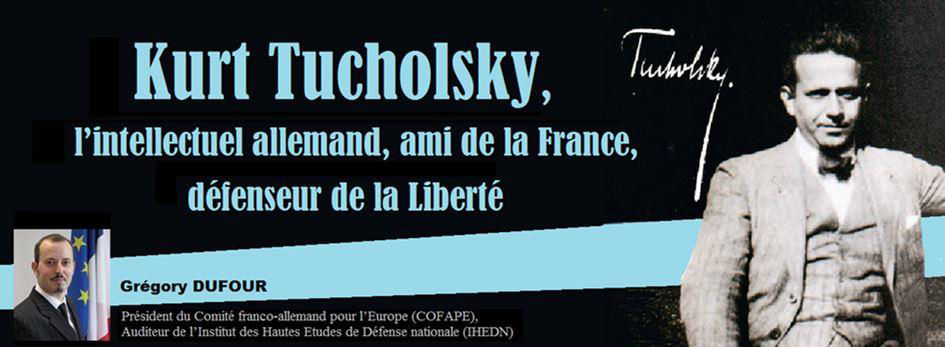 Kurt Tucholsky,
Tucholsky.
l'intellectuel allemand, ami de la France,
défenseur de la Liberté
Grégory DUFOUR
Président du Comité franco-allemand pour l'Europe (COFAPE),
Auditeur de l'Institut des Hautes Etudes de Défense nationale (IHEDN)